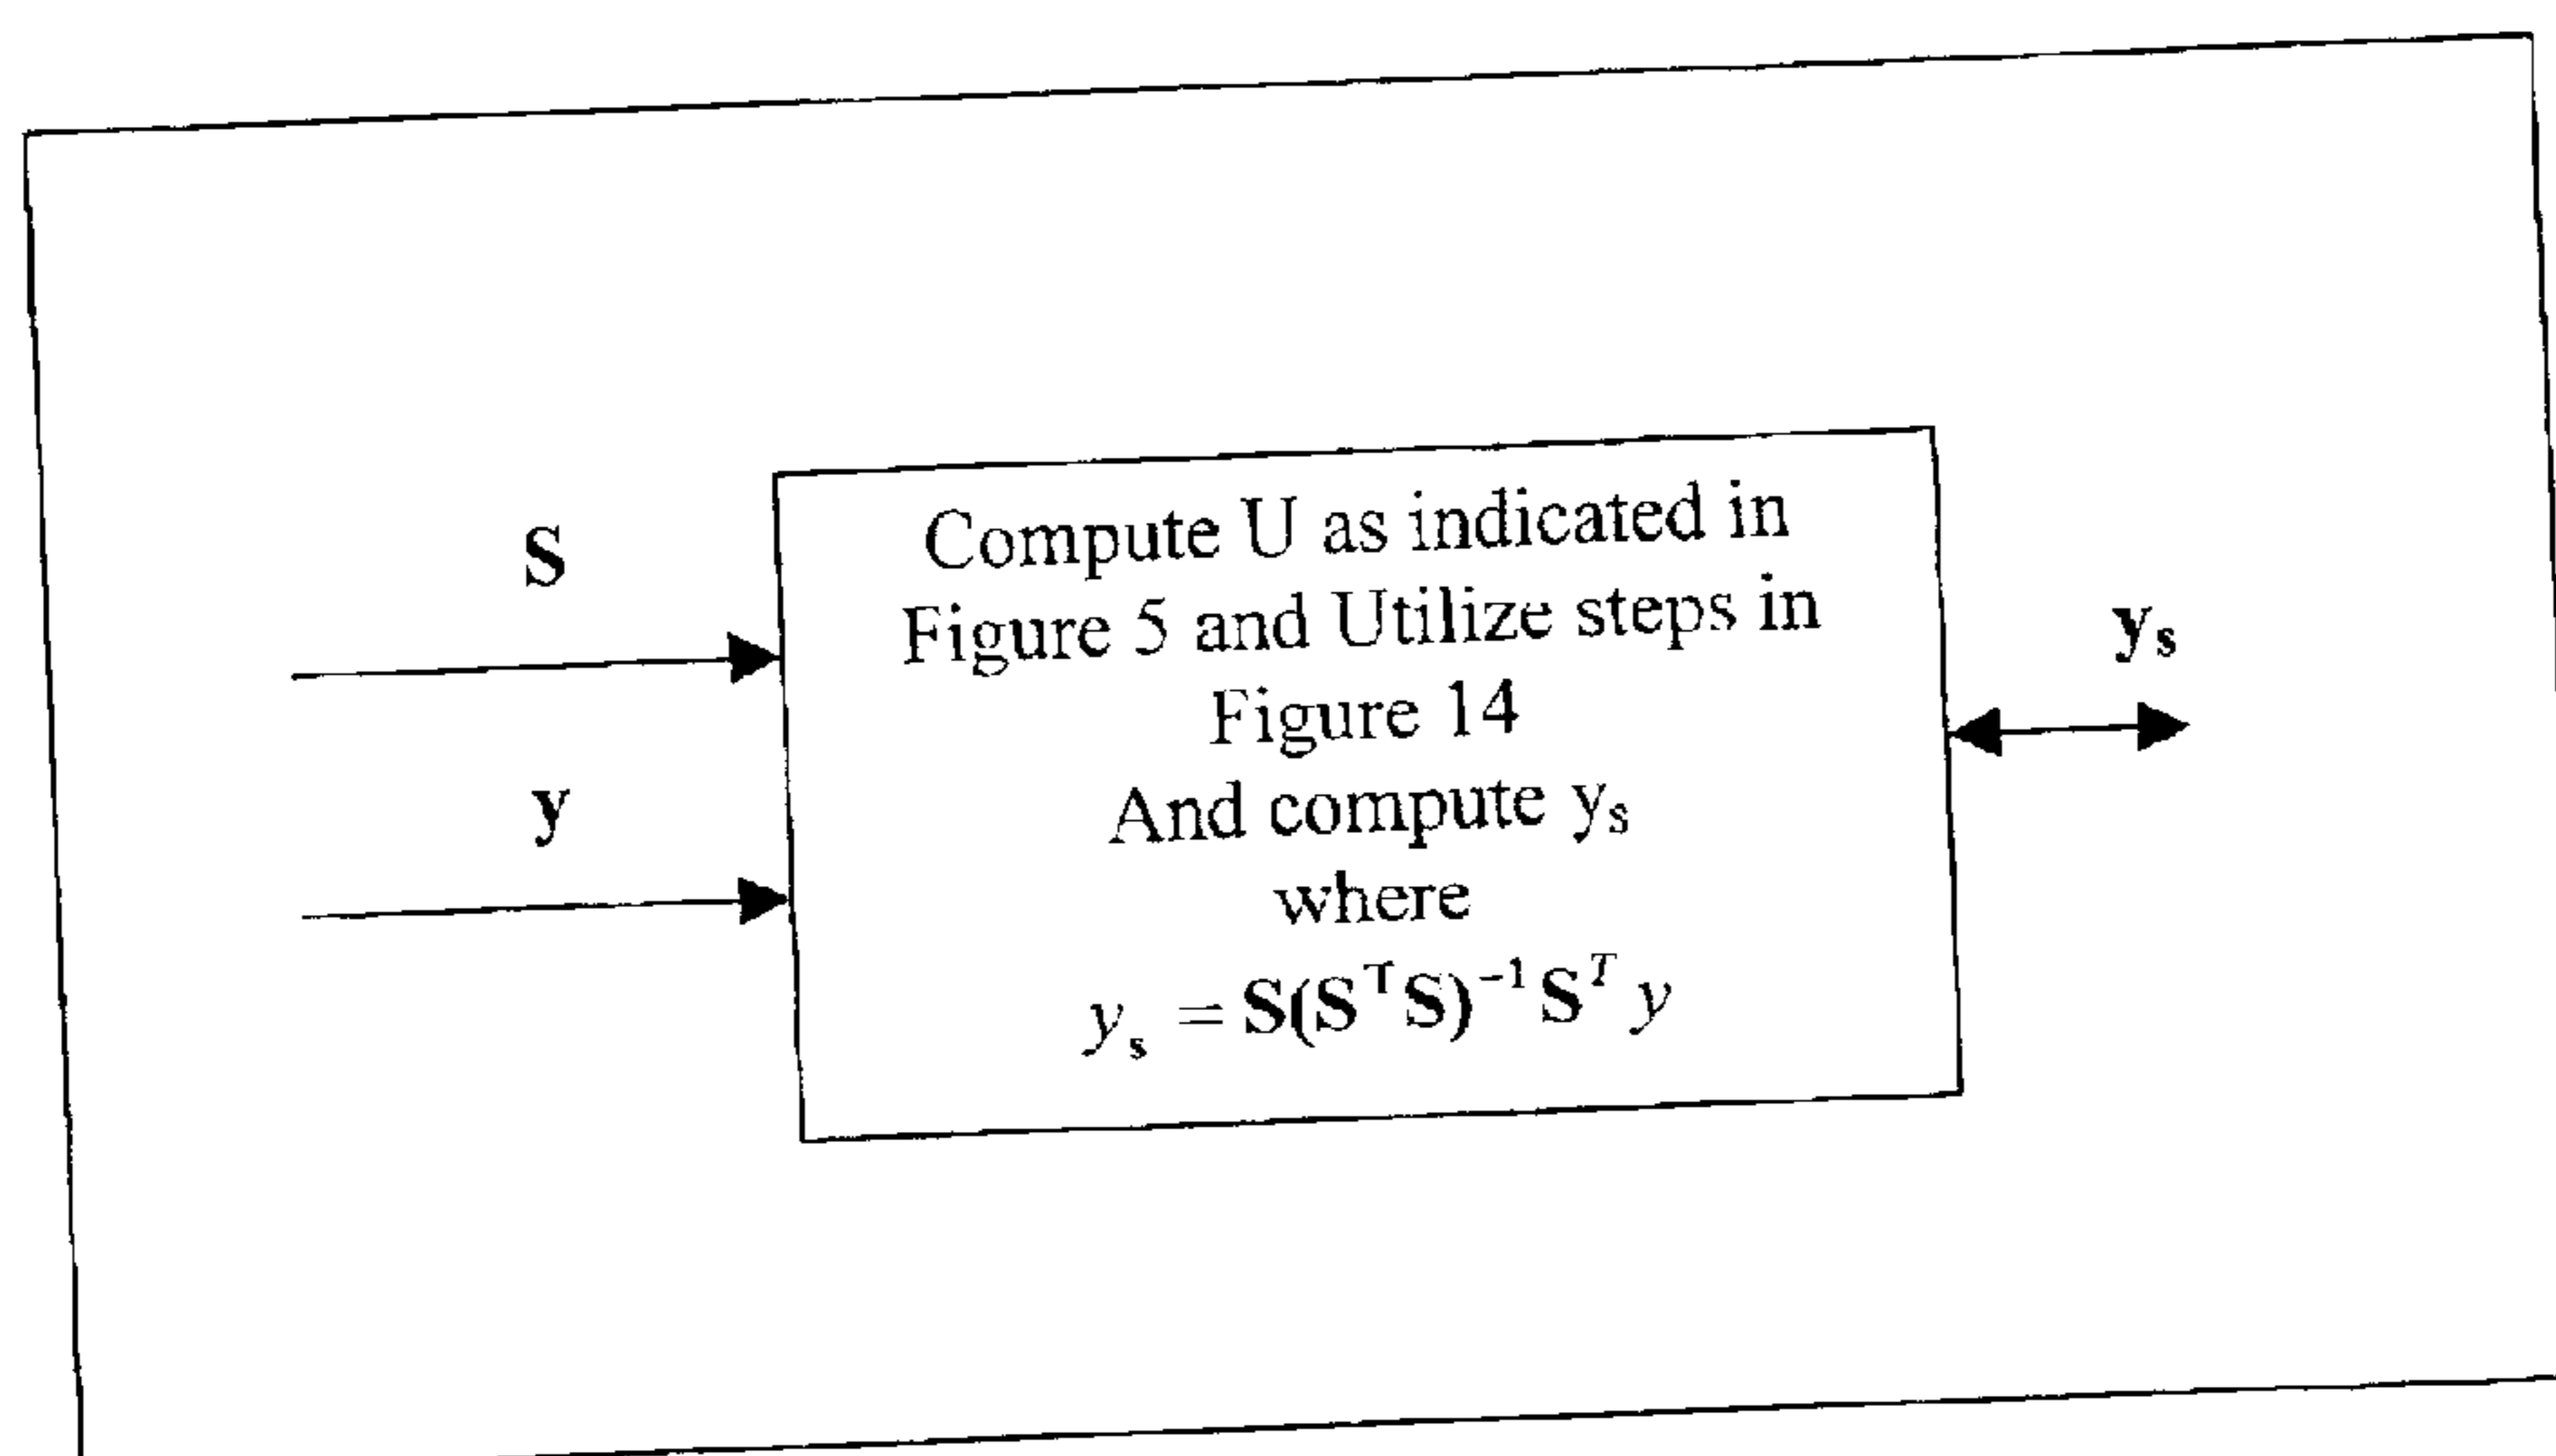 S
y
Compute U as indicated in
Figure 5 and Utilize steps in
Figure 14
And compute yₛ
where
yₛ = S(SᵀS)⁻¹Sᵀy
yₛ